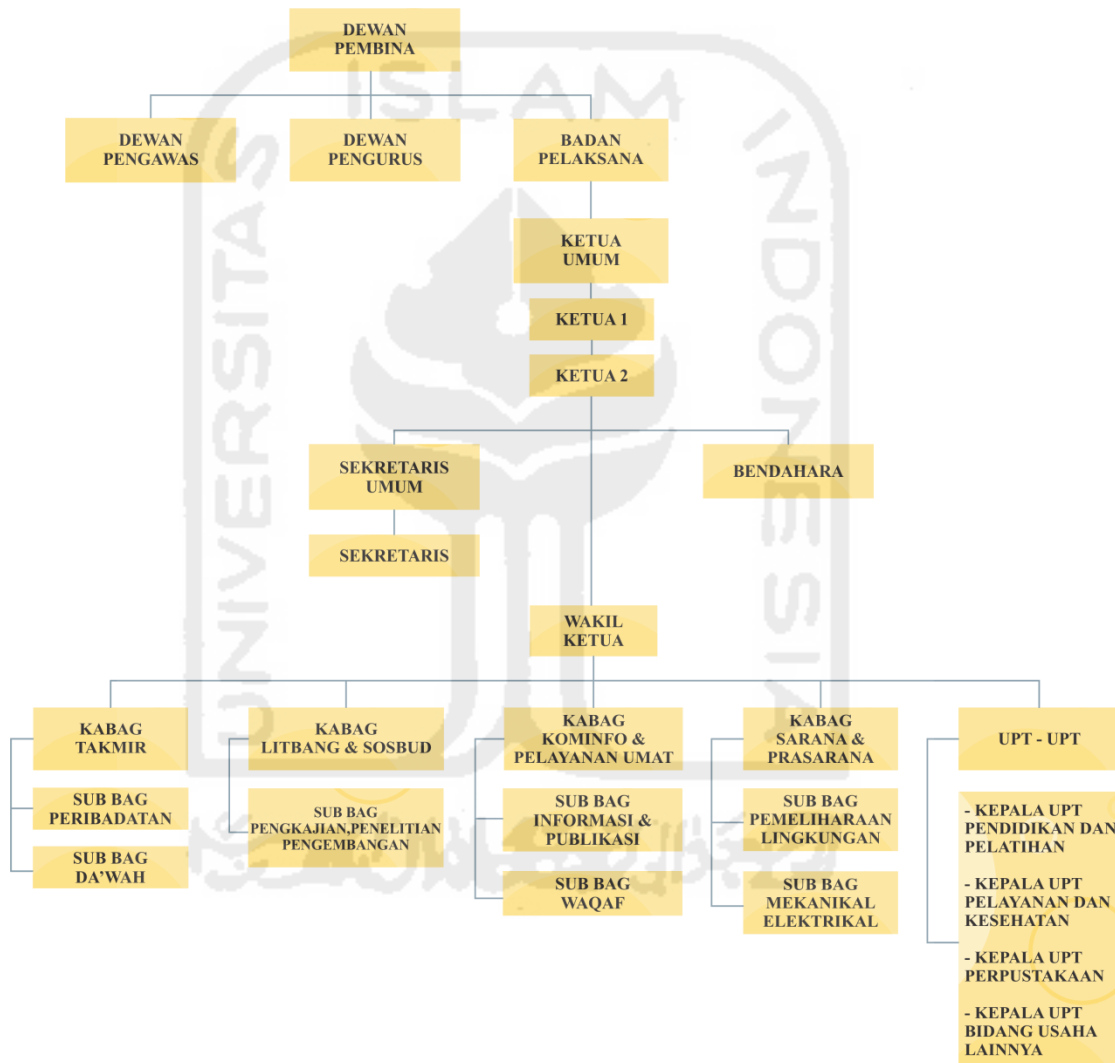 DEWAN
PEMBINA
DEWAN
PENGAWAS
DEWAN
PENGURUS
BADAN
PELAKSANA
KETUA
UMUM
KETUA 1
KETUA 2
SEKRETARIS
UMUM
BENDAHARA
SEKRETARIS
WAKIL
KETUA
KABAG
TAKMIR
SUB BAG
PERIBADATAN
SUB BAG
DA’WAH
KABAG
LITBANG & SOSBUD
SUB BAG
PENGKAJIAN,PENELITIAN
PENGEMBANGAN
KABAG
KOMINFO &
PELAYANAN UMAT
SUB BAG
INFORMASI &
PUBLIKASI
SUB BAG
WAQAF
KABAG
SARANA &
PRASARANA
SUB BAG
PEMELIHARAAN
LINGKUNGAN
SUB BAG
MEKANIKAL
ELEKTRIKAL
UPT - UPT
- KEPALA UPT
PENDIDIKAN DAN
PELATIHAN
- KEPALA UPT
PELAYANAN DAN
KESEHATAN
- KEPALA UPT
PERPUSTAKAAN
- KEPALA UPT
BIDANG USAHA
LAINNYA
UNIVERSITAS
ISLAM
INDONESIA